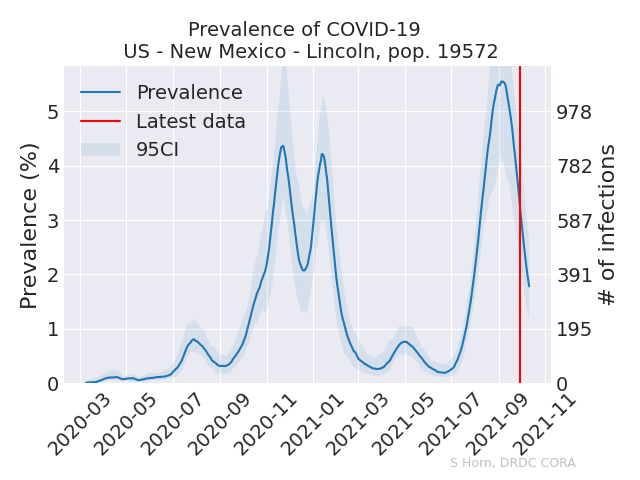 Prevalence of COVID-19
US - New Mexico - Lincoln, pop. 19572
Prevalence
Latest data
95CI
Prevalence (%)
5
4
3
2
1
0
# of infections
978
782
587
391
195
0
2020-03
2020-05
2020-07
2020-09
2020-11
2021-01
2021-03
2021-05
2021-07
2021-09
2021-11
S Horn, DRDC CORA